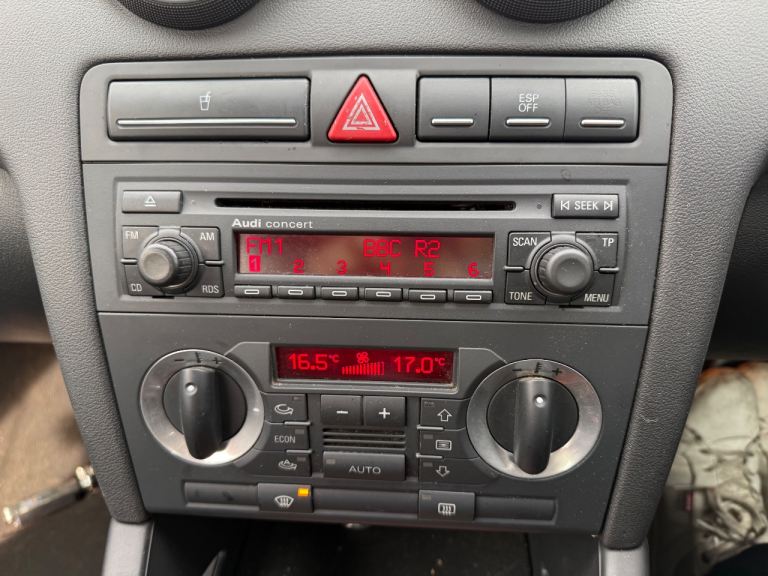 ESP
OFF
SEEK
Audi concert
FM AM
FM1 BBC R2
SCAN TP
1 2 3 4 5 6
CD RDS
TONE MENU
16.5°C 17.0°C
- + - +
- +
ECON
AUTO